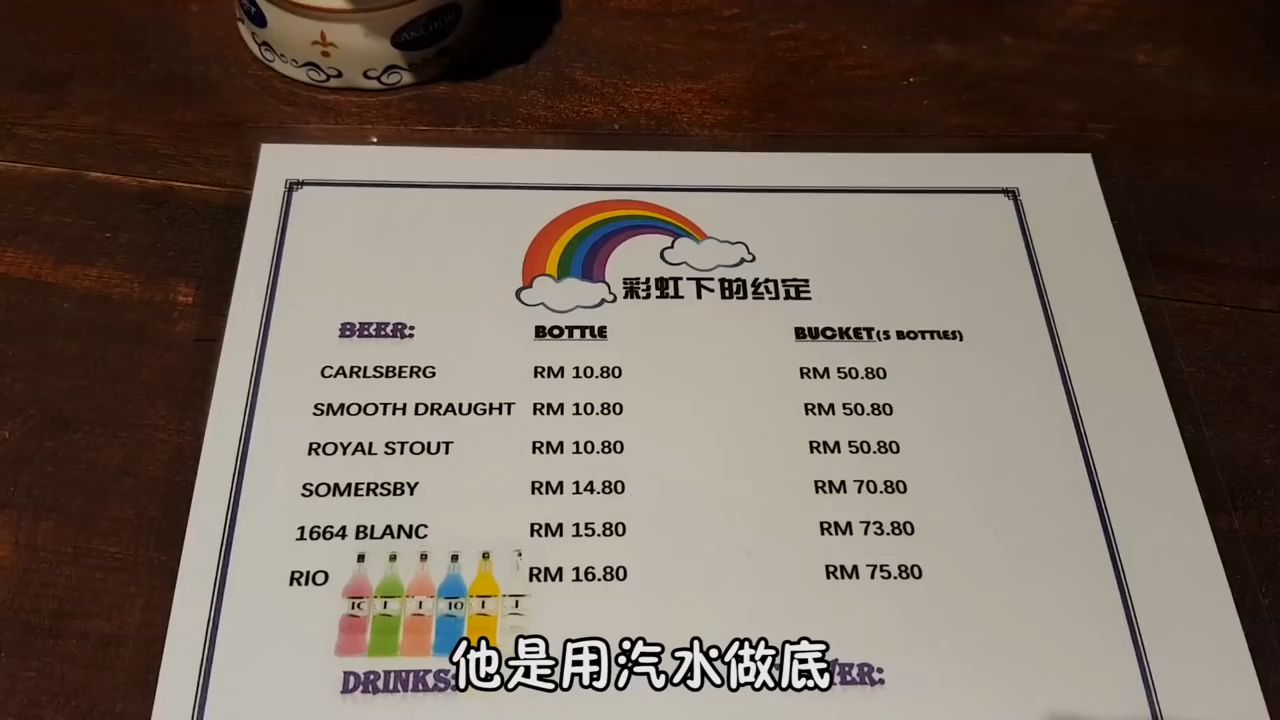 ANCHOR
彩虹下的约定
BEER: BOTTLE BUCKET(5 BOTTLES)
CARLSBERG RM 10.80 RM 50.80
SMOOTH DRAUGHT RM 10.80 RM 50.80
ROYAL STOUT RM 10.80 RM 50.80
SOMERSBY RM 14.80 RM 70.80
1664 BLANC RM 15.80 RM 73.80
RIO RM 16.80 RM 75.80
DRINKS:
他是用汽水做底